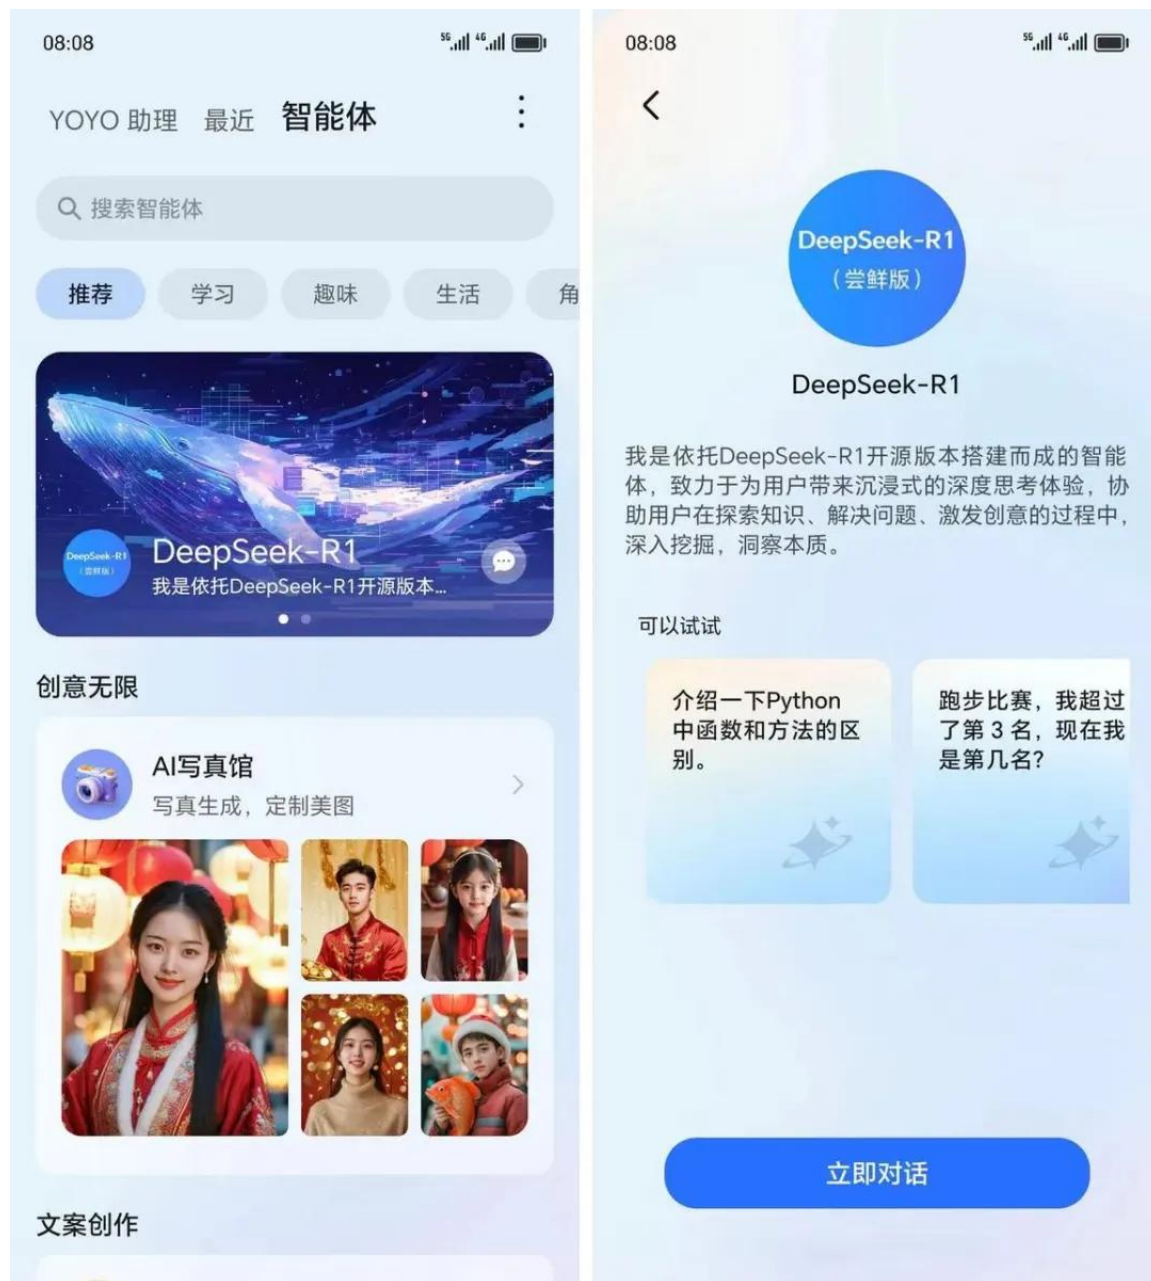 08:08
5G 4G
YOYO 助理 最近 智能体
搜索智能体
推荐 学习 趣味 生活 角
DeepSeek-R1
（尝鲜版）
DeepSeek-R1
我是依托DeepSeek-R1开源版本...
创意无限
AI写真馆
写真生成，定制美图
文案创作
08:08
5G 4G
DeepSeek-R1
（尝鲜版）
DeepSeek-R1
我是依托DeepSeek-R1开源版本搭建而成的智能
体，致力于为用户带来沉浸式的深度思考体验，协
助用户在探索知识、解决问题、激发创意的过程中，
深入挖掘，洞察本质。
可以试试
介绍一下Python
中函数和方法的区
别。
跑步比赛，我超过
了第 3 名，现在我
是第几名？
立即对话